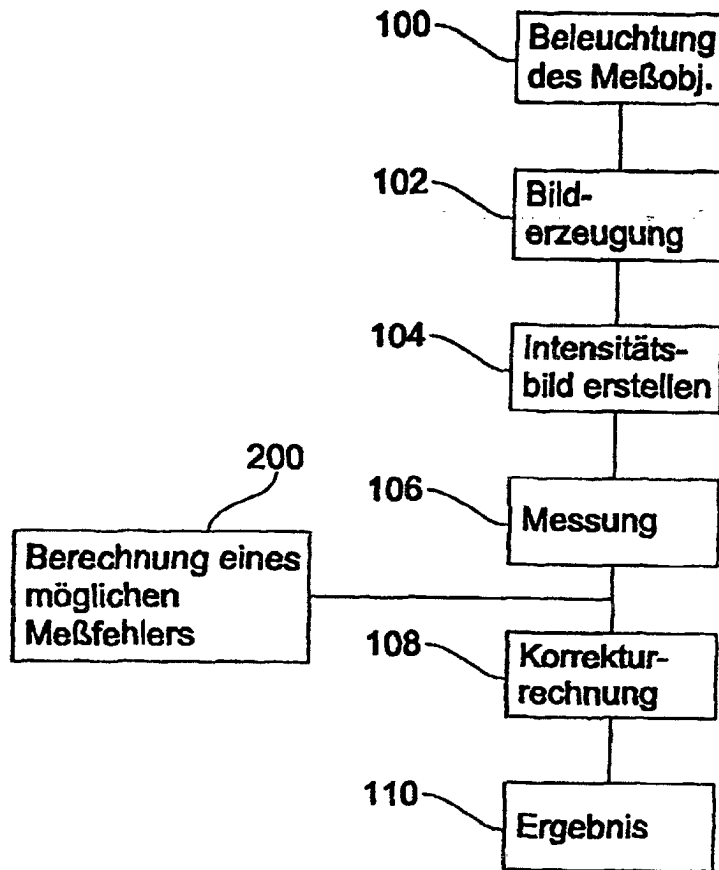 100
Beleuchtung
des Meßobj.
102
Bild-
erzeugung
104
Intensitäts-
bild erstellen
200
106
Messung
Berechnung eines
möglichen
Meßfehlers
108
Korrektur-
rechnung
110
Ergebnis